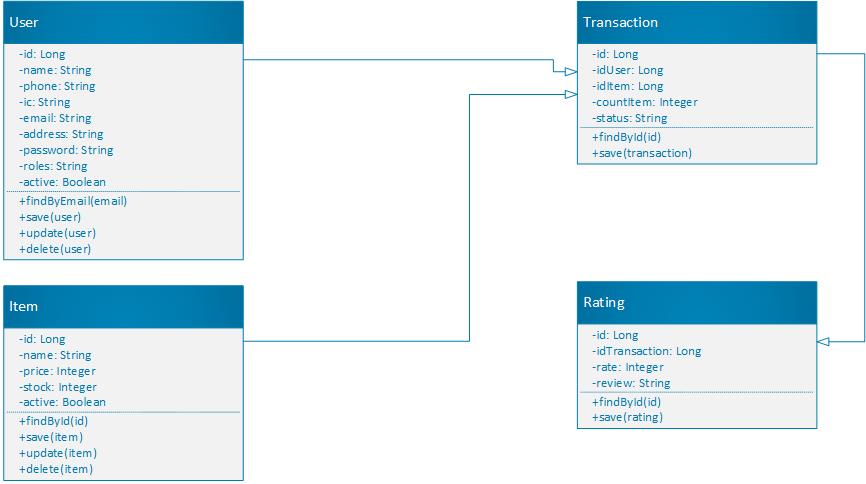 User
-id: Long
-name: String
-phone: String
-ic: String
-email: String
-address: String
-password: String
-roles: String
-active: Boolean
+findByEmail(email)
+save(user)
+update(user)
+delete(user)
Item
-id: Long
-name: String
-price: Integer
-stock: Integer
-active: Boolean
+findById(id)
+save(item)
+update(item)
+delete(item)
Transaction
-id: Long
-idUser: Long
-idItem: Long
-countItem: Integer
-status: String
+findById(id)
+save(transaction)
Rating
-id: Long
-idTransaction: Long
-rate: Integer
-review: String
+findById(id)
+save(rating)